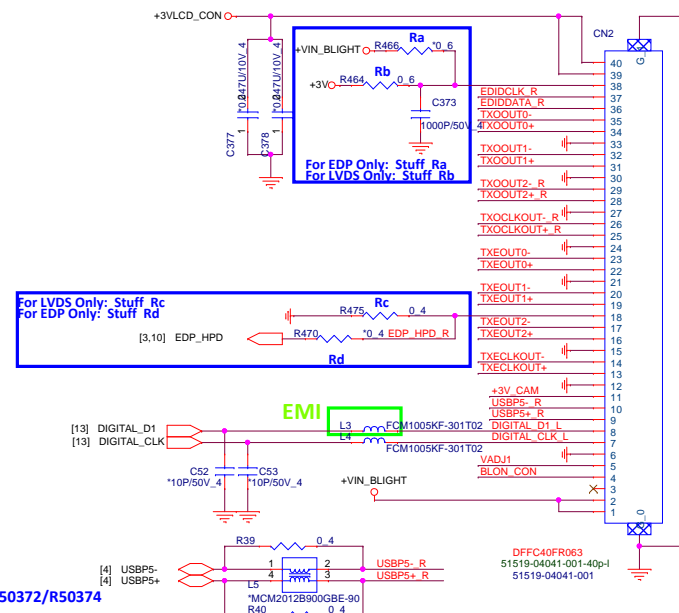 +3VLCD_CON
CN2
Ra
+VIN_BLIGHT
R466
*0_6
Rb
+3V
R464
0_6
C377
*0.047U/10V_4
C378
C373
1000P/50V_4
For EDP Only: Stuff Ra
For LVDS Only: Stuff Rb
G_1
40
39
38
EDIDCLK_R 37
EDIDDATA_R 36
TXOOUT0- 35
TXOOUT0+ 34
33
TXOOUT1- 32
TXOOUT1+ 31
30
TXOOUT2-_R 29
TXOOUT2+_R 28
27
TXOCLKOUT-_R 26
TXOCLKOUT+_R 25
24
TXEOUT0- 23
TXEOUT0+ 22
21
TXEOUT1- 20
TXEOUT1+ 19
18
TXEOUT2- 17
TXEOUT2+ 16
15
TXECLKOUT- 14
TXECLKOUT+ 13
12
+3V_CAM 11
USBP5-_R 10
USBP5+_R 9
DIGITAL_D1_L 8
DIGITAL_CLK_L 7
6
VADJ1 5
BLON_CON 4
3
2
1
For LVDS Only: Stuff Rc
For EDP Only: Stuff Rd
R475
Rc
0_4
[3,10] EDP_HPD
R470
*0_4 EDP_HPD_R
Rd
EMI
[13] DIGITAL_D1
L3
FCM1005KF-301T02
[13] DIGITAL_CLK
L4
FCM1005KF-301T02
C52
*10P/50V_4
C53
*10P/50V_4
+VIN_BLIGHT
R39
0_4
[4] USBP5-
1
2
USBP5-_R
[4] USBP5+
4
3
USBP5+_R
L5
*MCM2012B900GBE-90
R40
0_4
50372/R50374
DFFC40FR063
51519-04041-001-40p-l
51519-04041-001